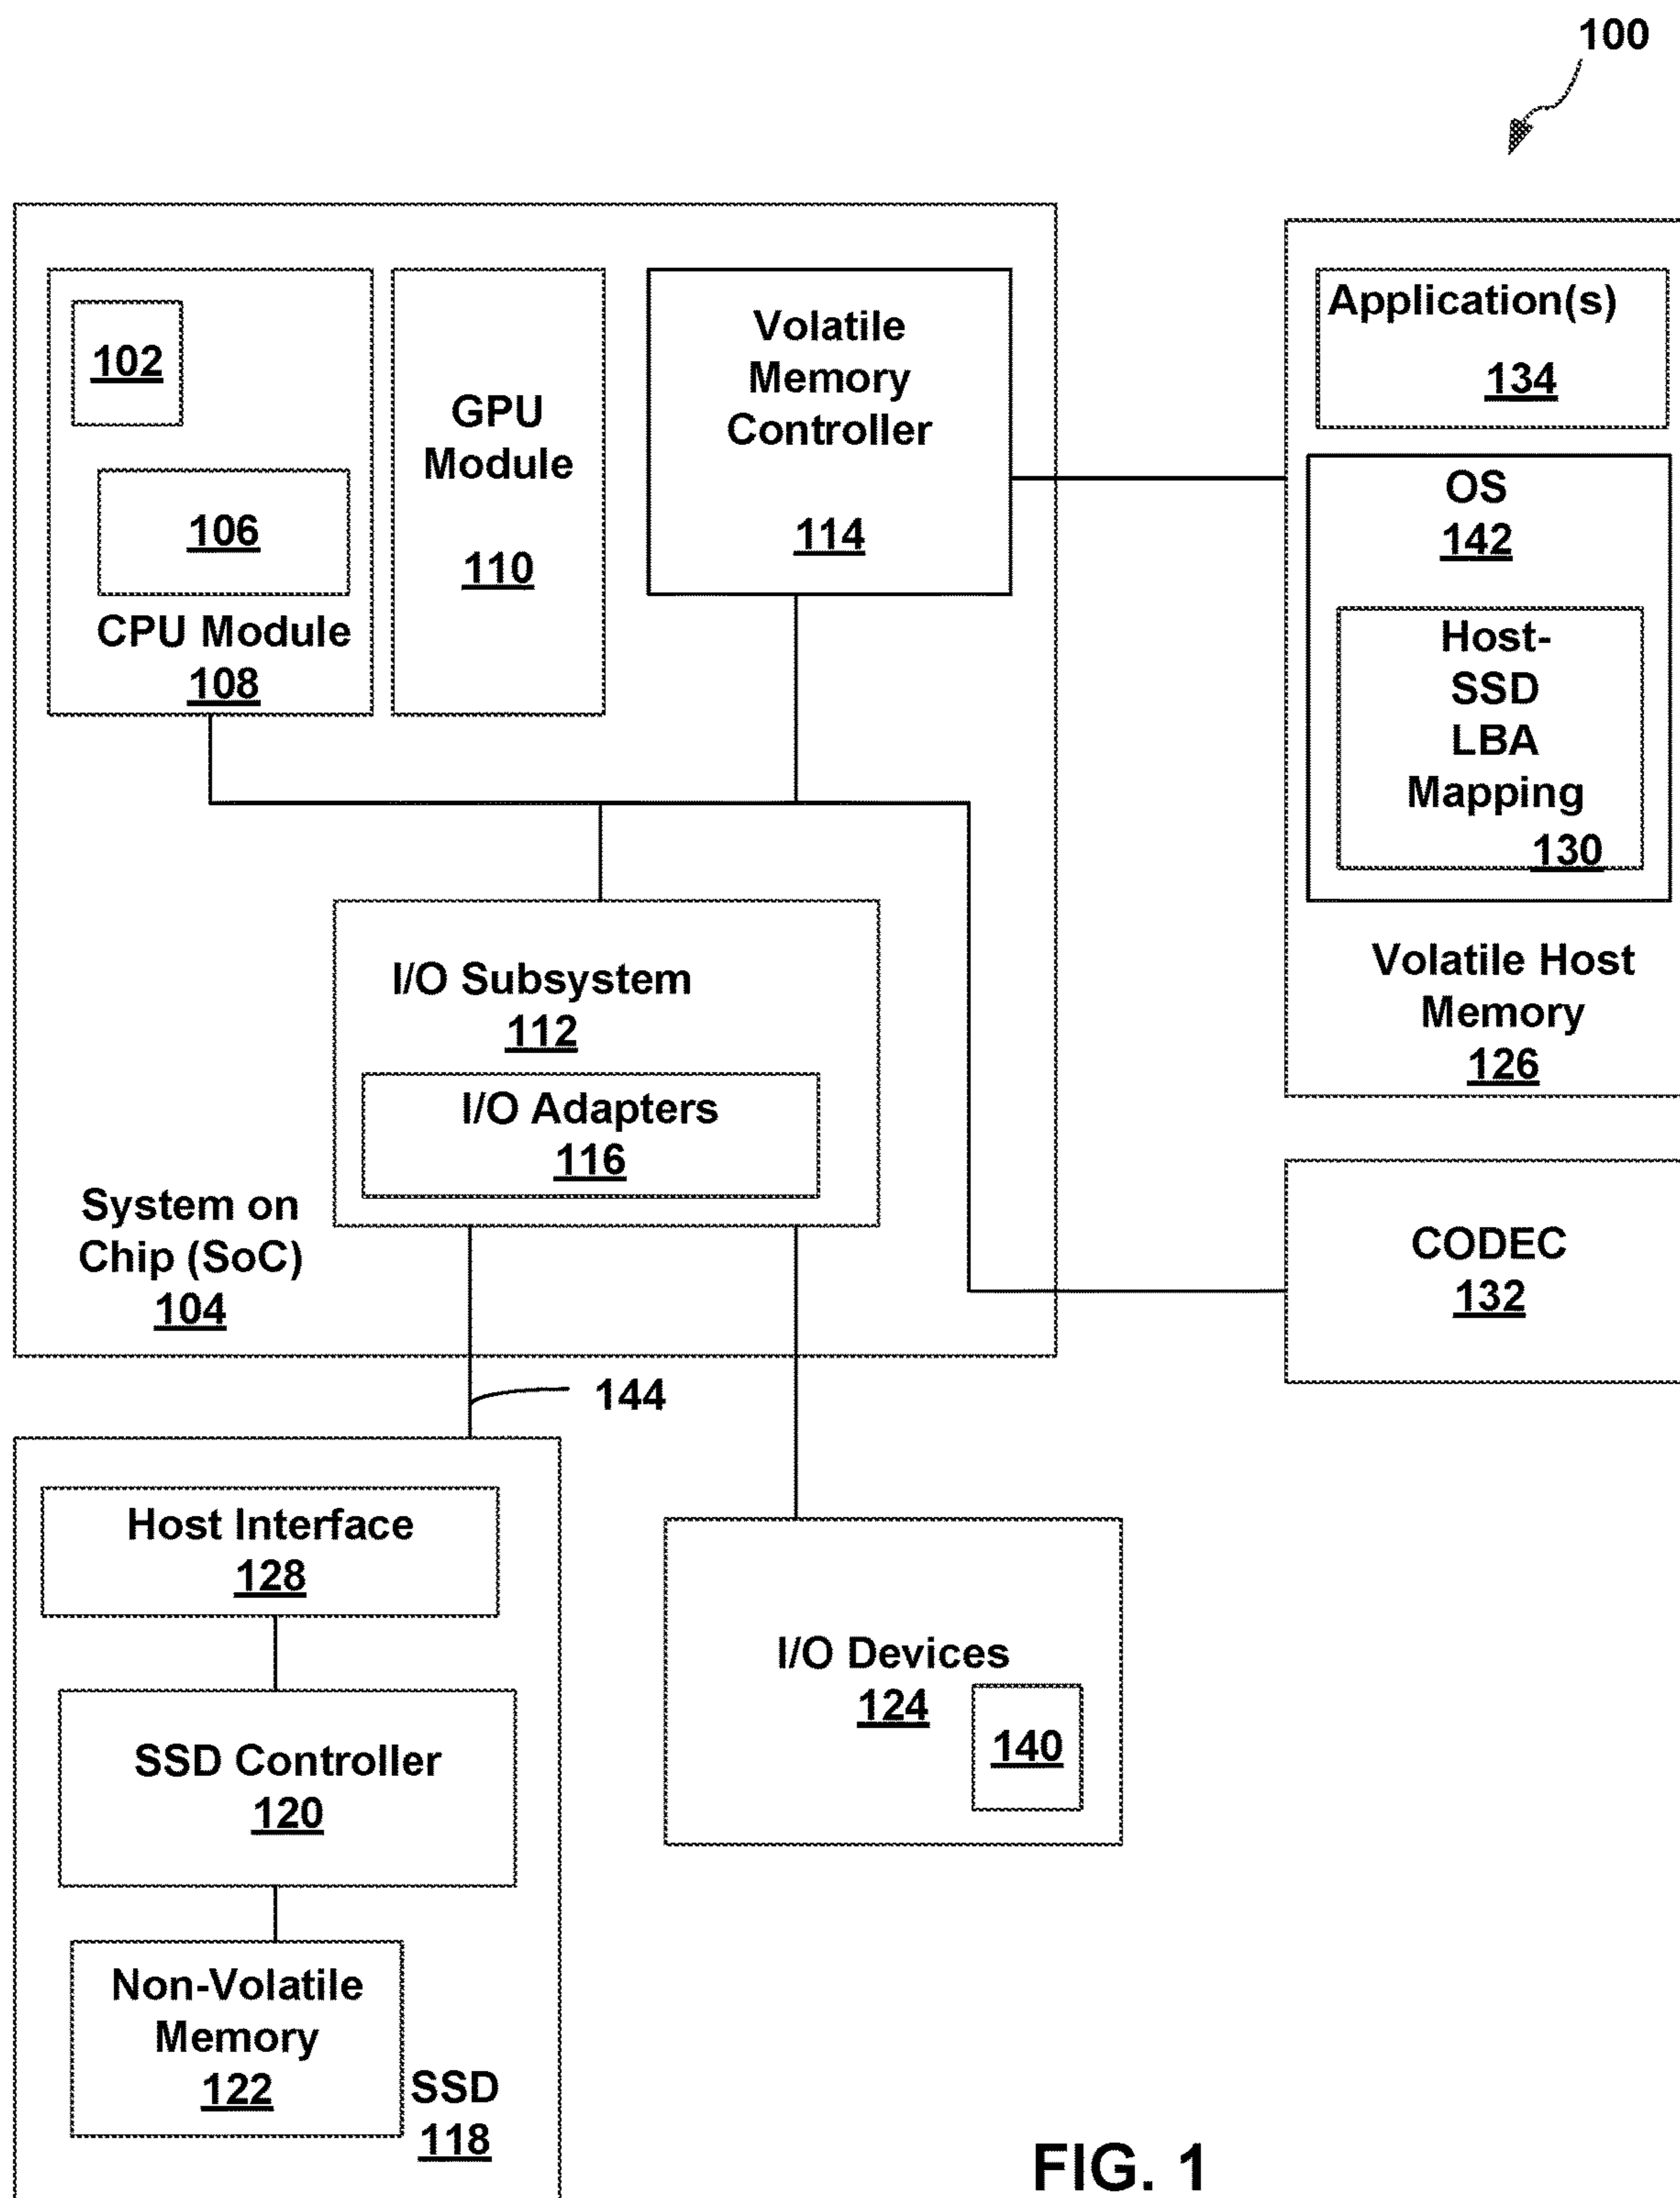 100
102
106
CPU Module
108
GPU
Module
110
Volatile
Memory
Controller
114
Application(s)
134
OS
142
Host-
SSD
LBA
Mapping
130
Volatile Host
Memory
126
I/O Subsystem
112
I/O Adapters
116
System on
Chip (SoC)
104
CODEC
132
144
Host Interface
128
SSD Controller
120
Non-Volatile
Memory
122
SSD
118
I/O Devices
124
140
FIG. 1